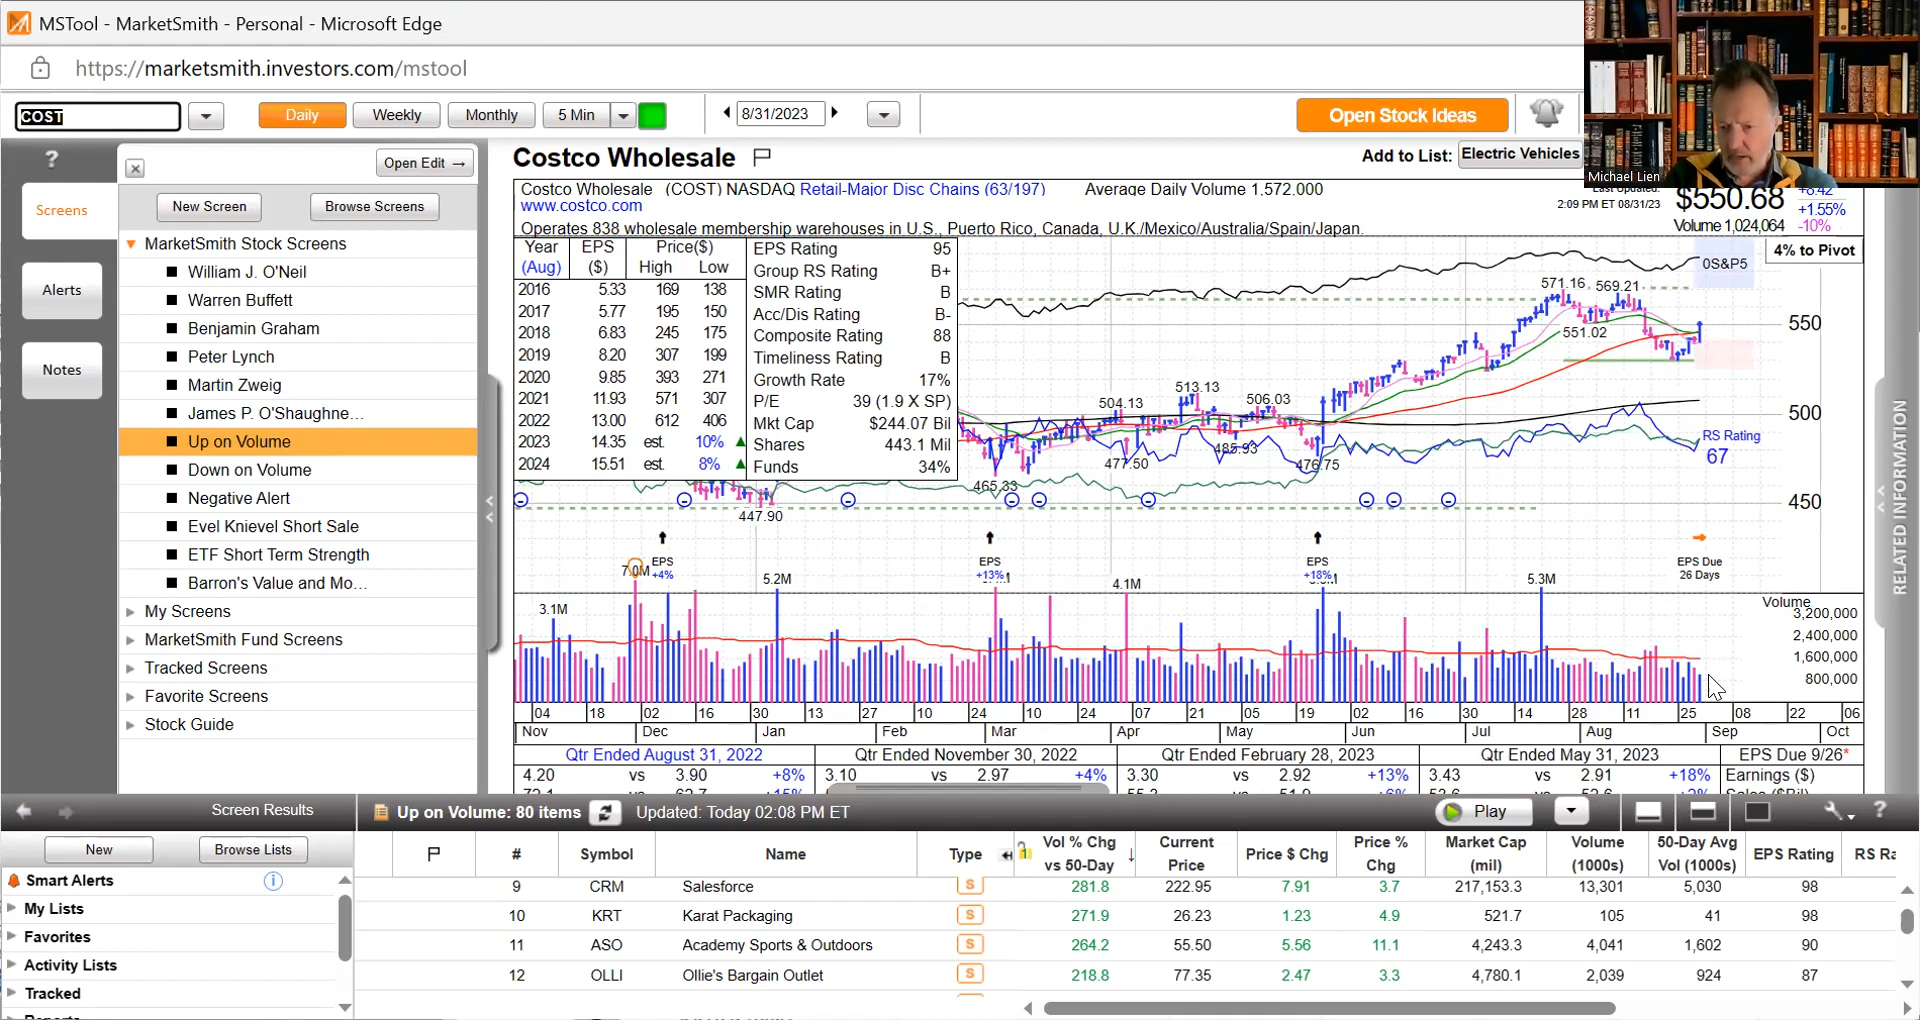 MSTool - MarketSmith - Personal - Microsoft Edge
https://marketsmith.investors.com/mstool
COST
Daily
Weekly
Monthly
5 Min
8/31/2023
Open Stock Ideas
Michael Lien
?
Screens
Alerts
Notes
Open Edit →
New Screen
Browse Screens
MarketSmith Stock Screens
William J. O'Neil
Warren Buffett
Benjamin Graham
Peter Lynch
Martin Zweig
James P. O'Shaughne...
Up on Volume
Down on Volume
Negative Alert
Evel Knievel Short Sale
ETF Short Term Strength
Barron's Value and Mo...
My Screens
MarketSmith Fund Screens
Tracked Screens
Favorite Screens
Stock Guide
Costco Wholesale
Add to List: Electric Vehicles
Costco Wholesale (COST) NASDAQ Retail-Major Disc Chains (63/197) Average Daily Volume 1,572,000
www.costco.com
Operates 838 wholesale membership warehouses in U.S., Puerto Rico, Canada, U.K./Mexico/Australia/Spain/Japan.
Last Updated:
2:09 PM ET 08/31/23
$550.68
+8.42
+1.55%
Volume 1,024,064 -10%
4% to Pivot
Year (Aug) EPS ($) Price($) High Low
2016 5.33 169 138
2017 5.77 195 150
2018 6.83 245 175
2019 8.20 307 199
2020 9.85 393 271
2021 11.93 571 307
2022 13.00 612 406
2023 14.35 est. 10%
2024 15.51 est. 8%
EPS Rating 95
Group RS Rating B+
SMR Rating B
Acc/Dis Rating B-
Composite Rating 88
Timeliness Rating B
Growth Rate 17%
P/E 39 (1.9 X SP)
Mkt Cap $244.07 Bil
Shares 443.1 Mil
Funds 34%
0S&P5
571.16
569.21
551.02
513.13
504.13
506.03
485.93
477.50
476.75
465.33
447.90
550
500
450
RS Rating
67
EPS +4%
EPS +13%
EPS +18%
EPS Due
26 Days
3.1M
7.0M
5.2M
4.1M
5.3M
Volume
3,200,000
2,400,000
1,600,000
800,000
04 18 02 16 30 13 27 10 24 10 24 07 21 05 19 02 16 30 14 28 11 25 08 22 06
Nov Dec Jan Feb Mar Apr May Jun Jul Aug Sep Oct
Qtr Ended August 31, 2022
Qtr Ended November 30, 2022
Qtr Ended February 28, 2023
Qtr Ended May 31, 2023
EPS Due 9/26*
4.20 vs 3.90 +8%
3.10 vs 2.97 +4%
3.30 vs 2.92 +13%
3.43 vs 2.91 +18%
Earnings ($)
RELATED INFORMATION
Screen Results
Up on Volume: 80 items
Updated: Today 02:08 PM ET
Play
?
New
Browse Lists
Smart Alerts
My Lists
Favorites
Activity Lists
Tracked
# Symbol Name Type Vol % Chg vs 50-Day Current Price Price $ Chg Price % Chg Market Cap (mil) Volume (1000s) 50-Day Avg Vol (1000s) EPS Rating RS Ra
9 CRM Salesforce S 281.8 222.95 7.91 3.7 217,153.3 13,301 5,030 98
10 KRT Karat Packaging S 271.9 26.23 1.23 4.9 521.7 105 41 98
11 ASO Academy Sports & Outdoors S 264.2 55.50 5.56 11.1 4,243.3 4,041 1,602 90
12 OLLI Ollie's Bargain Outlet S 218.8 77.35 2.47 3.3 4,780.1 2,039 924 87